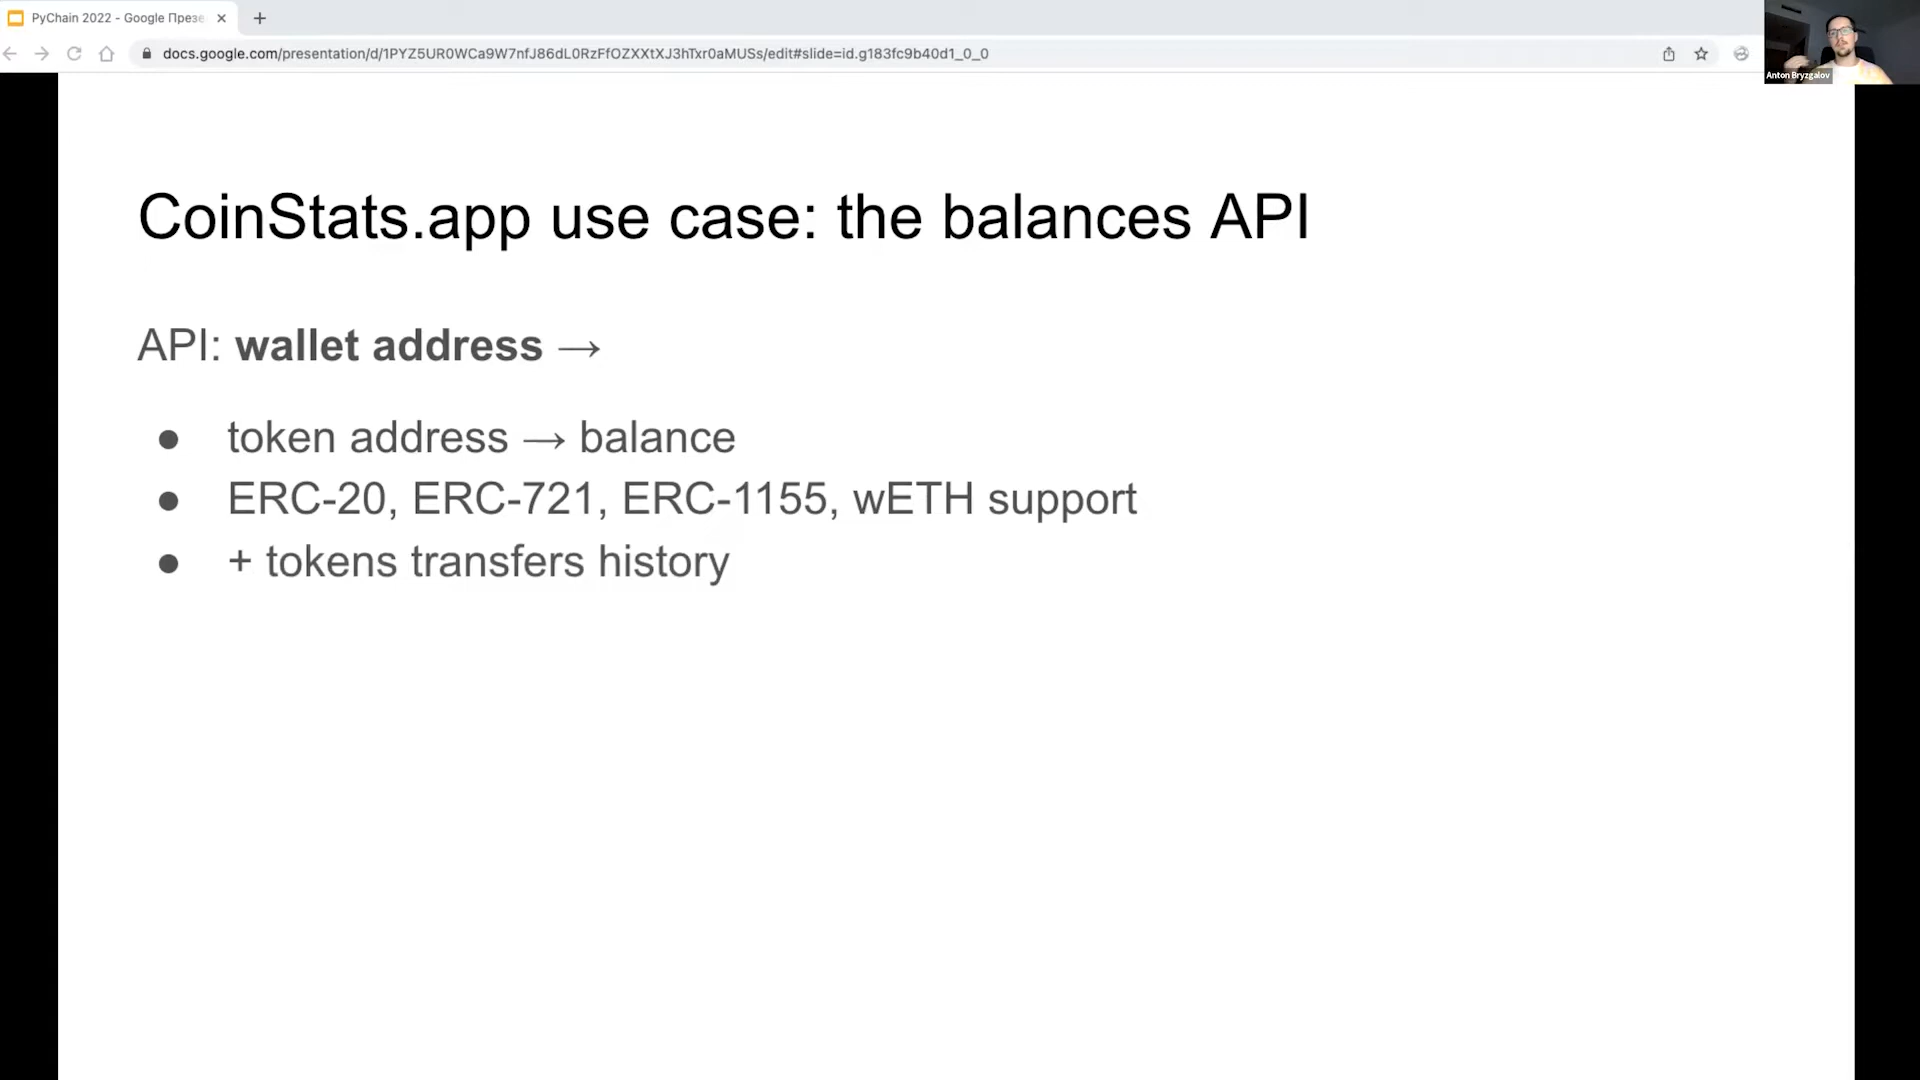 PyChain 2022 - Google Презе
docs.google.com/presentation/d/1PYZ5UR0WCa9W7nfJ86dL0RzFfOZXXtXJ3hTxr0aMUSs/edit#slide=id.g183fc9b40d1_0_0
Anton Bryzgalov
CoinStats.app use case: the balances API
API: wallet address →
● token address → balance
● ERC-20, ERC-721, ERC-1155, wETH support
● + tokens transfers history